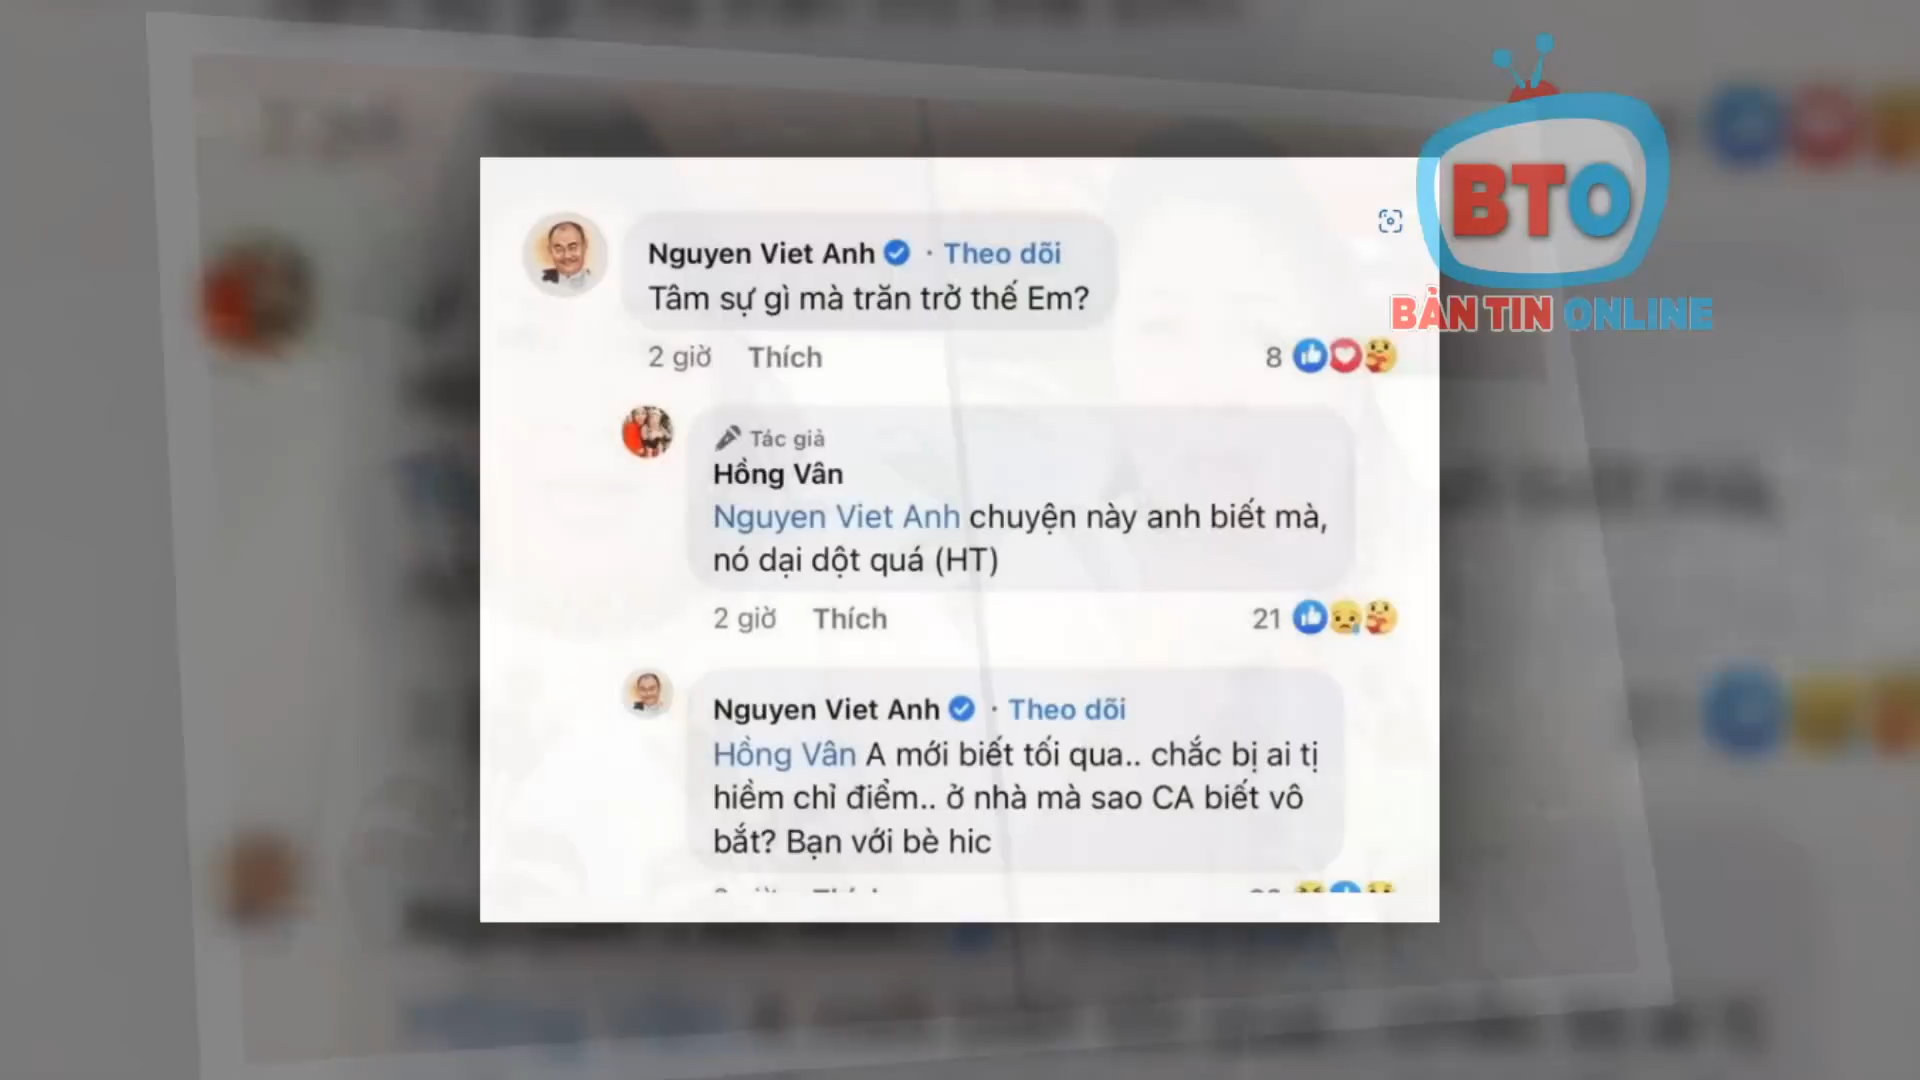 BTO
BẢN TIN ONLINE
Nguyen Viet Anh · Theo dõi
Tâm sự gì mà trăn trở thế Em?
2 giờ Thích 8
Tác giả
Hồng Vân
Nguyen Viet Anh chuyện này anh biết mà,
nó dại dột quá (HT)
2 giờ Thích 21
Nguyen Viet Anh · Theo dõi
Hồng Vân A mới biết tối qua.. chắc bị ai tị
hiềm chỉ điểm.. ở nhà mà sao CA biết vô
bắt? Bạn với bè hic